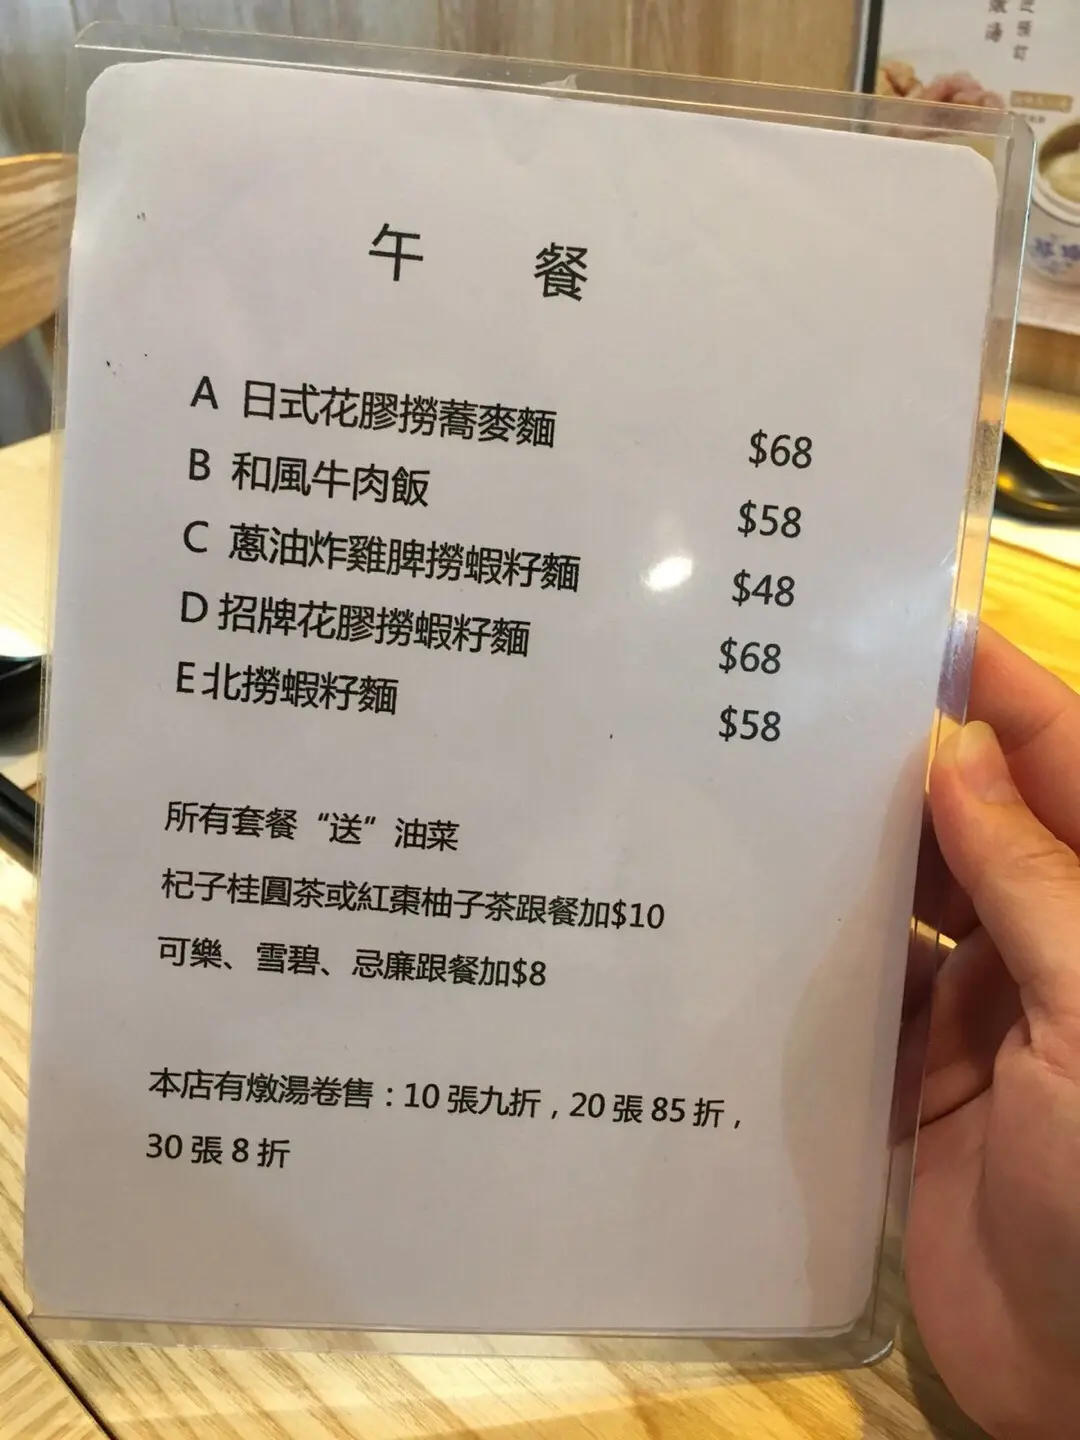 午 餐
A 日式花膠撈蕎麥麵 $68
B 和風牛肉飯 $58
C 蔥油炸雞脾撈蝦籽麵 $48
D 招牌花膠撈蝦籽麵 $68
E 北撈蝦籽麵 $58
所有套餐“送”油菜
杞子桂圓茶或紅棗柚子茶跟餐加$10
可樂、雪碧、忌廉跟餐加$8
本店有燉湯卷售：10 張九折，20 張 85 折，
30 張 8 折